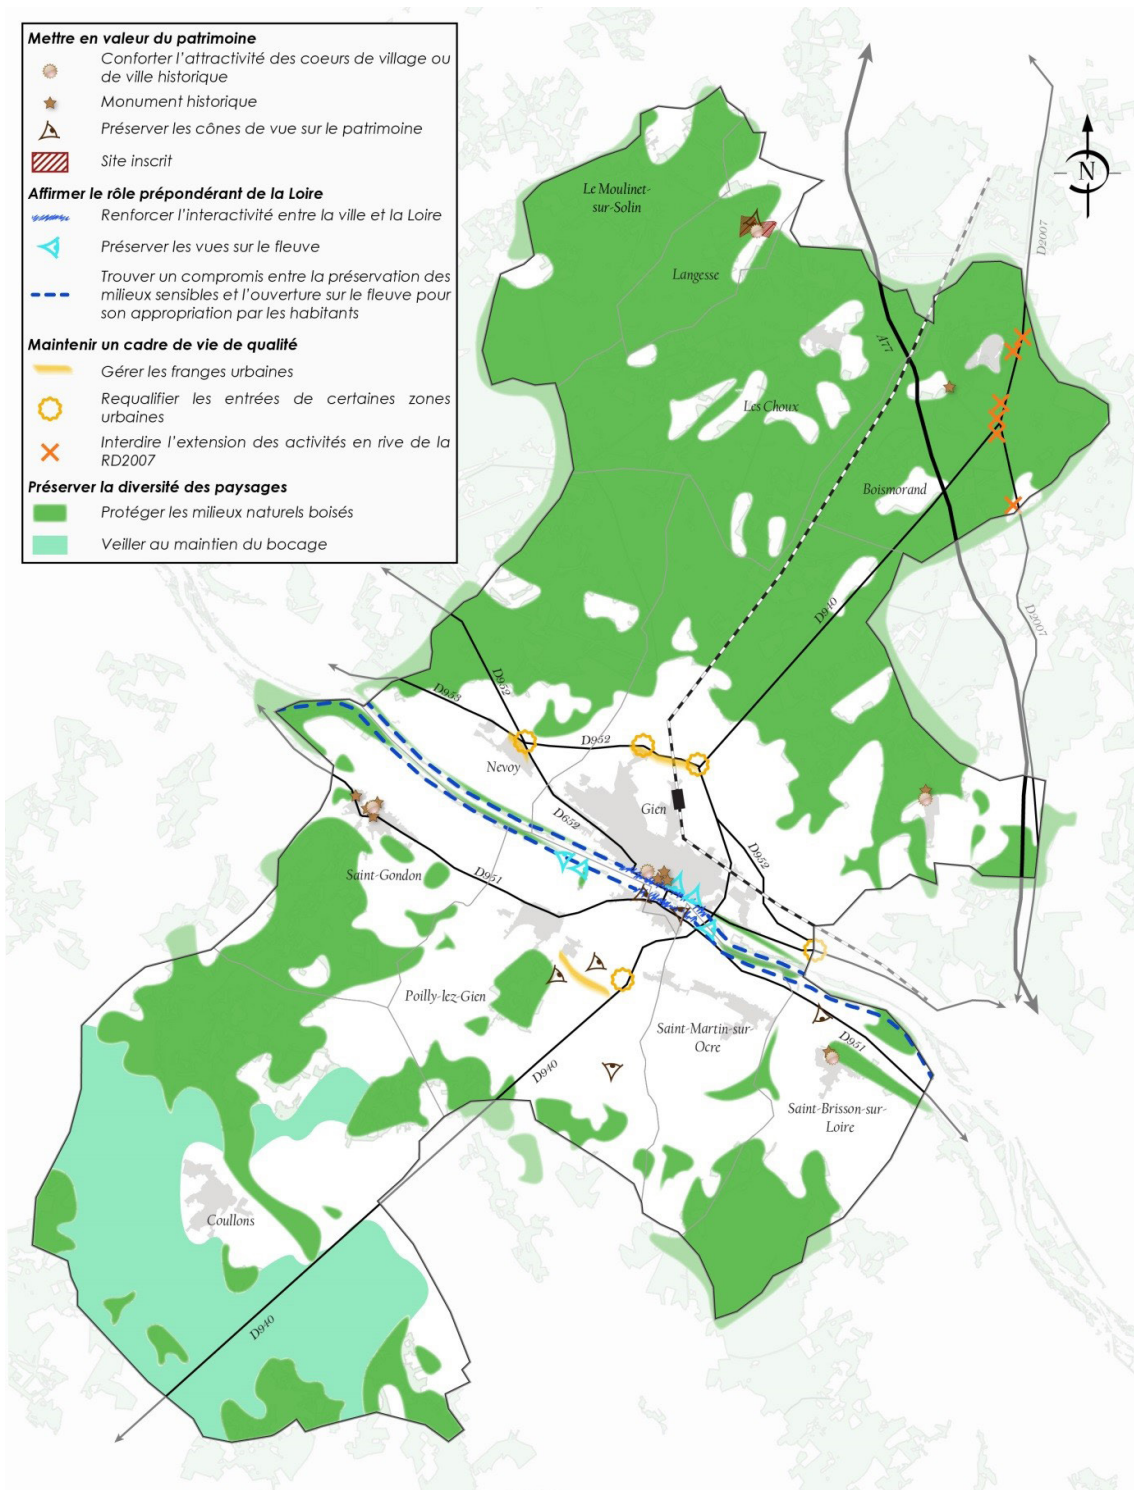 Mettre en valeur du patrimoine
Conforter l'attractivité des coeurs de village ou
de ville historique
Monument historique
Préserver les cônes de vue sur le patrimoine
Site inscrit
Affirmer le rôle prépondérant de la Loire
Renforcer l'interactivité entre la ville et la Loire
Préserver les vues sur le fleuve
Trouver un compromis entre la préservation des
milieux sensibles et l'ouverture sur le fleuve pour
son appropriation par les habitants
Maintenir un cadre de vie de qualité
Gérer les franges urbaines
Requalifier les entrées de certaines zones
urbaines
Interdire l'extension des activités en rive de la
RD2007
Préserver la diversité des paysages
Protéger les milieux naturels boisés
Veiller au maintien du bocage
N
Le Moulinet-
sur-Solin
D2007
Langesse
A77
Les Choux
Boismorand
D940
D2007
D952
D953
D952
Nevoy
Gien
D652
D952
Saint-Gondon
D951
Poilly-lez-Gien
Saint-Martin-sur-
Ocre
D951
D940
Saint-Brisson-sur-
Loire
Coullons
D940